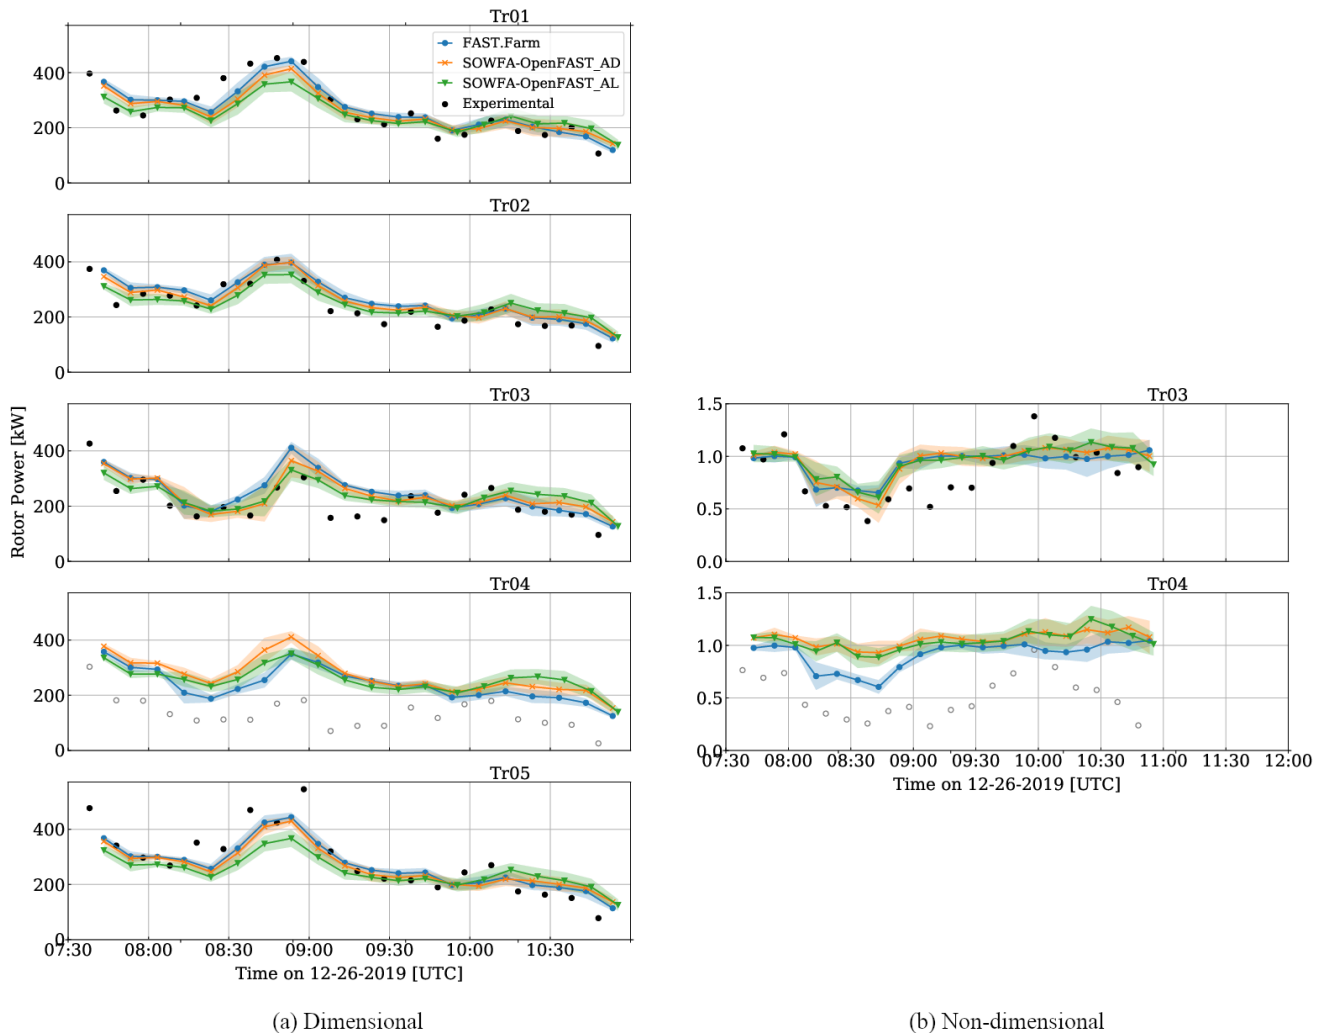 Tr01
FAST.Farm
SOWFA-OpenFAST_AD
SOWFA-OpenFAST_AL
Experimental
400
200
0
Tr02
400
200
0
Rotor Power [kW]
Tr03
400
200
0
Tr04
400
200
0
Tr05
400
200
0
07:30 08:00 08:30 09:00 09:30 10:00 10:30
Time on 12-26-2019 [UTC]
(a) Dimensional
Tr03
1.5
1.0
0.5
0.0
Tr04
1.5
1.0
0.5
0.0
07:30 08:00 08:30 09:00 09:30 10:00 10:30 11:00 11:30 12:00
Time on 12-26-2019 [UTC]
(b) Non-dimensional